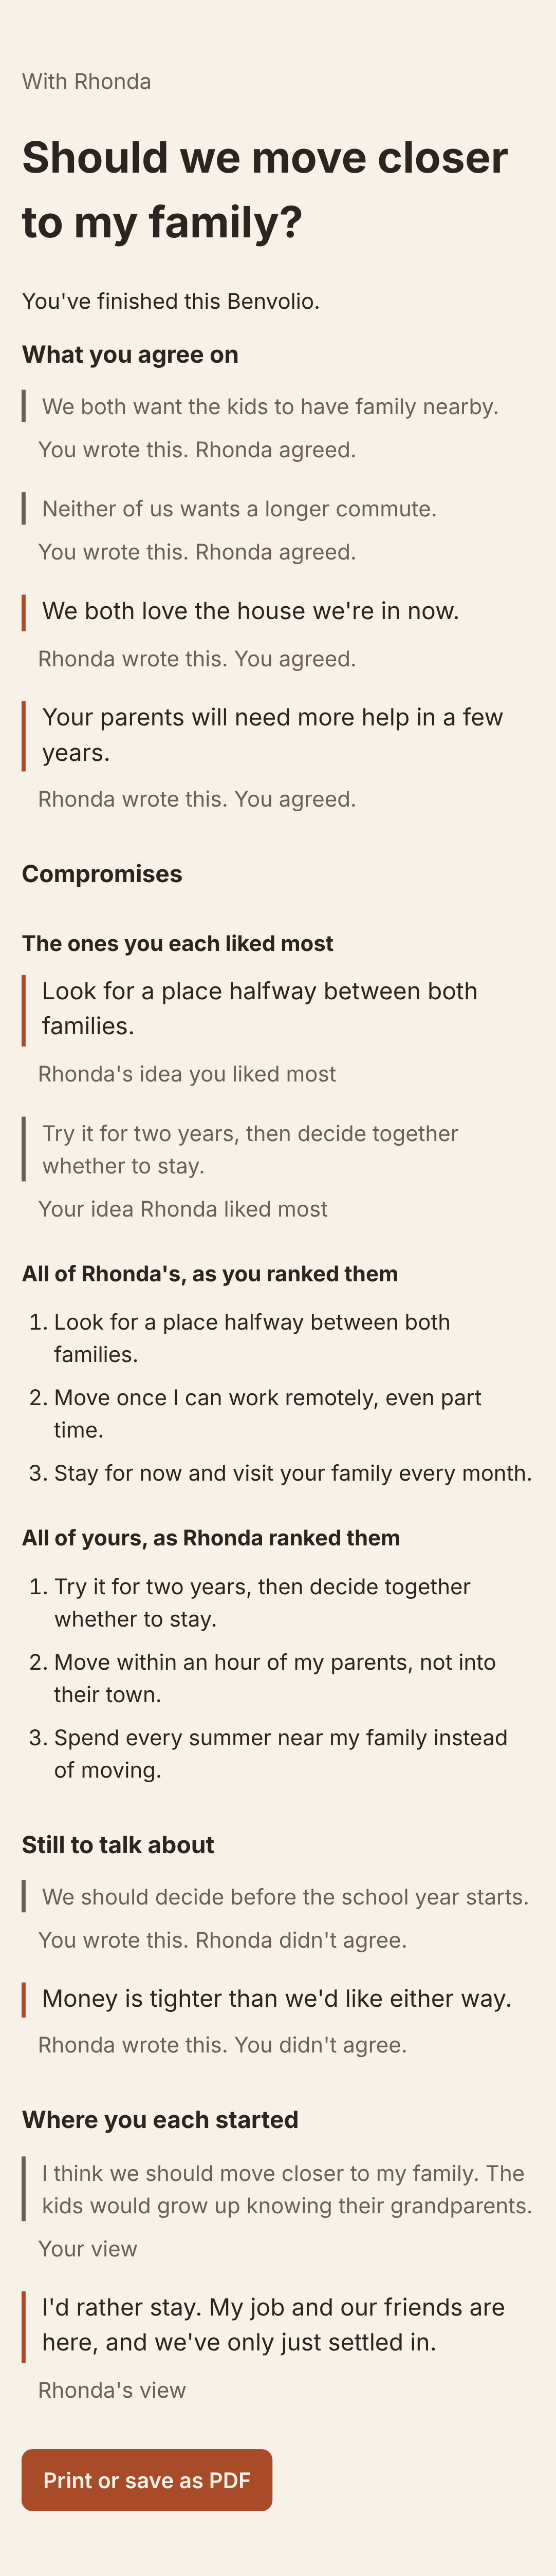 With Rhonda
Should we move closer
to my family?
You've finished this Benvolio.
What you agree on
We both want the kids to have family nearby.
You wrote this. Rhonda agreed.
Neither of us wants a longer commute.
You wrote this. Rhonda agreed.
We both love the house we're in now.
Rhonda wrote this. You agreed.
Your parents will need more help in a few
years.
Rhonda wrote this. You agreed.
Compromises
The ones you each liked most
Look for a place halfway between both
families.
Rhonda's idea you liked most
Try it for two years, then decide together
whether to stay.
Your idea Rhonda liked most
All of Rhonda's, as you ranked them
1. Look for a place halfway between both
families.
2. Move once I can work remotely, even part
time.
3. Stay for now and visit your family every month.
All of yours, as Rhonda ranked them
1. Try it for two years, then decide together
whether to stay.
2. Move within an hour of my parents, not into
their town.
3. Spend every summer near my family instead
of moving.
Still to talk about
We should decide before the school year starts.
You wrote this. Rhonda didn't agree.
Money is tighter than we'd like either way.
Rhonda wrote this. You didn't agree.
Where you each started
I think we should move closer to my family. The
kids would grow up knowing their grandparents.
Your view
I'd rather stay. My job and our friends are
here, and we've only just settled in.
Rhonda's view
Print or save as PDF